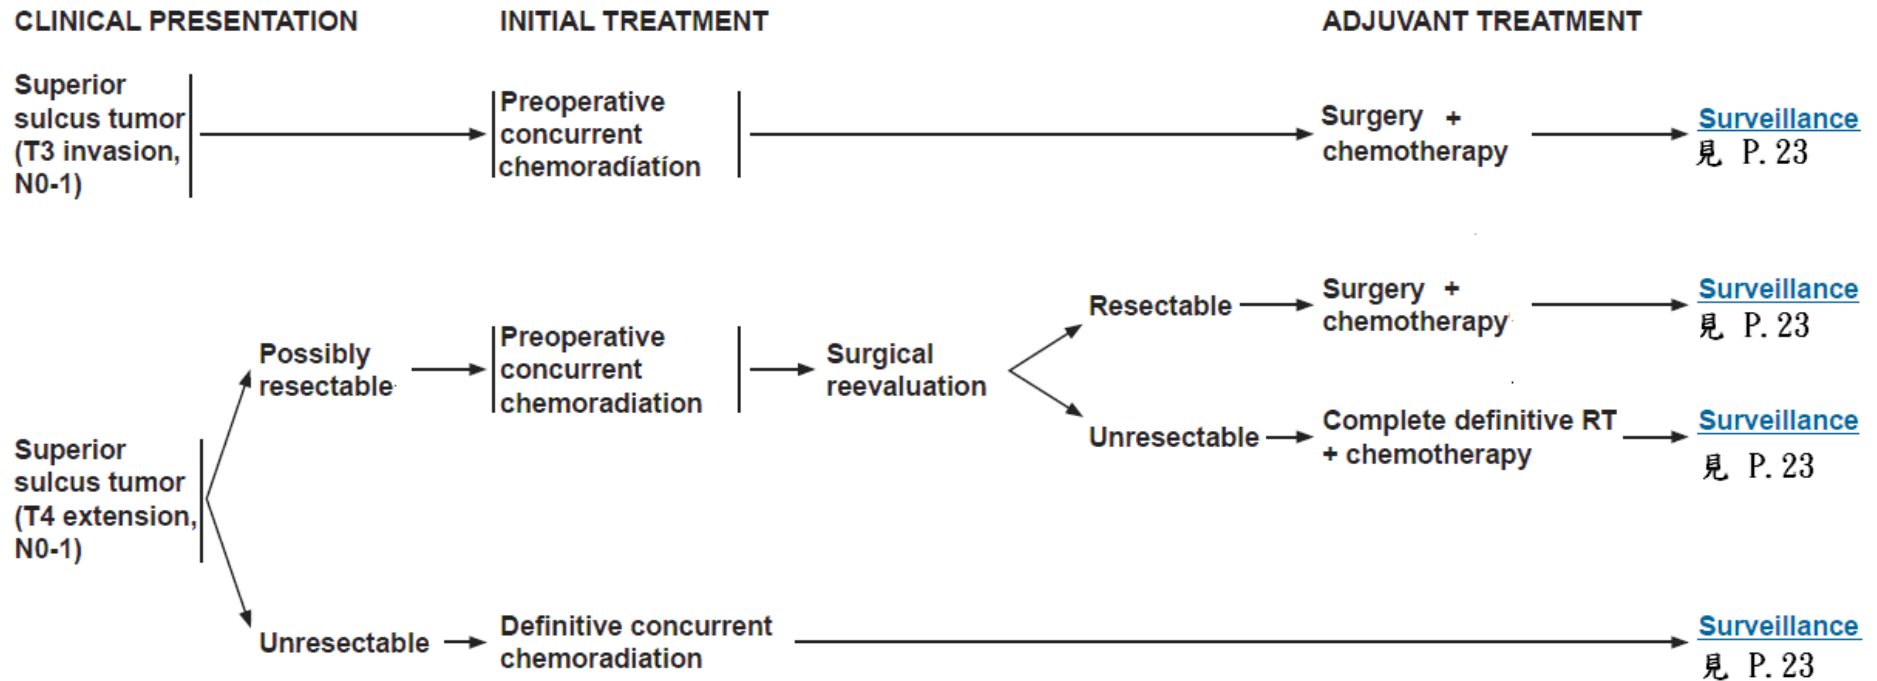 CLINICAL PRESENTATION
INITIAL TREATMENT
ADJUVANT TREATMENT
Superior
sulcus tumor
(T3 invasion,
N0-1)
Preoperative
concurrent
chemoradíatíon
Surgery +
chemotherapy
Surveillance
見 P.23
Superior
sulcus tumor
(T4 extension,
N0-1)
Possibly
resectable
Preoperative
concurrent
chemoradiation
Surgical
reevaluation
Resectable
Surgery +
chemotherapy
Surveillance
見 P.23
Unresectable
Complete definitive RT
+ chemotherapy
Surveillance
見 P.23
Unresectable
Definitive concurrent
chemoradiation
Surveillance
見 P.23